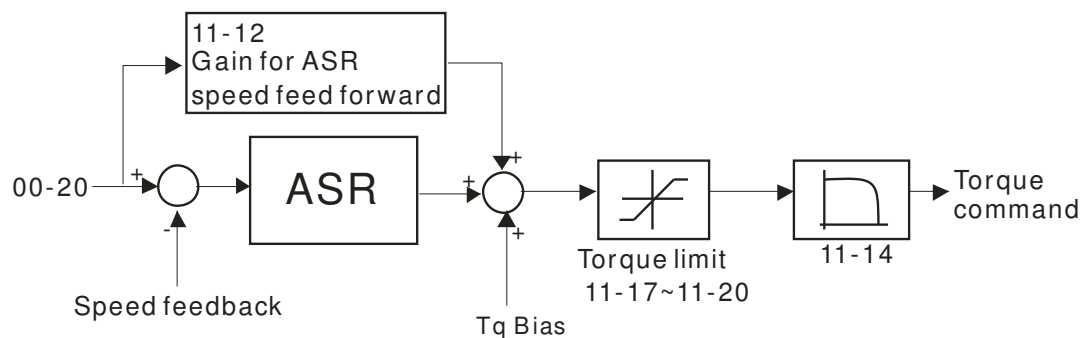 11-12
Gain for ASR
speed feed forward
+
+
00-20
ASR
+
-
+
Torque
command
Torque limit
11-17~11-20
11-14
Speed feedback
Tq Bias